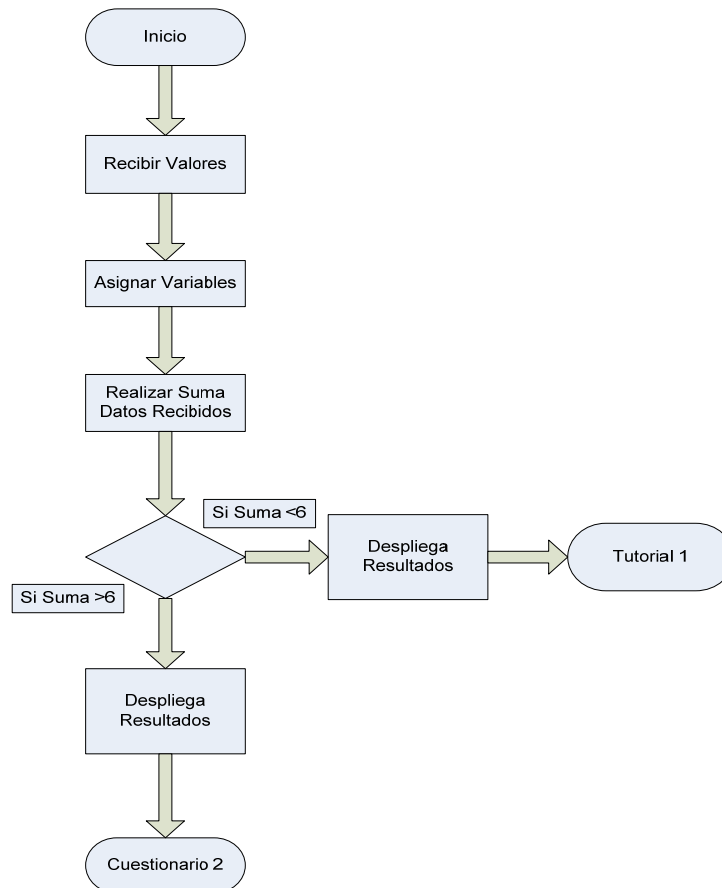 Inicio
Recibir Valores
Asignar Variables
Realizar Suma
Datos Recibidos
Si Suma <6
Despliega
Resultados
Tutorial 1
Si Suma >6
Despliega
Resultados
Cuestionario 2